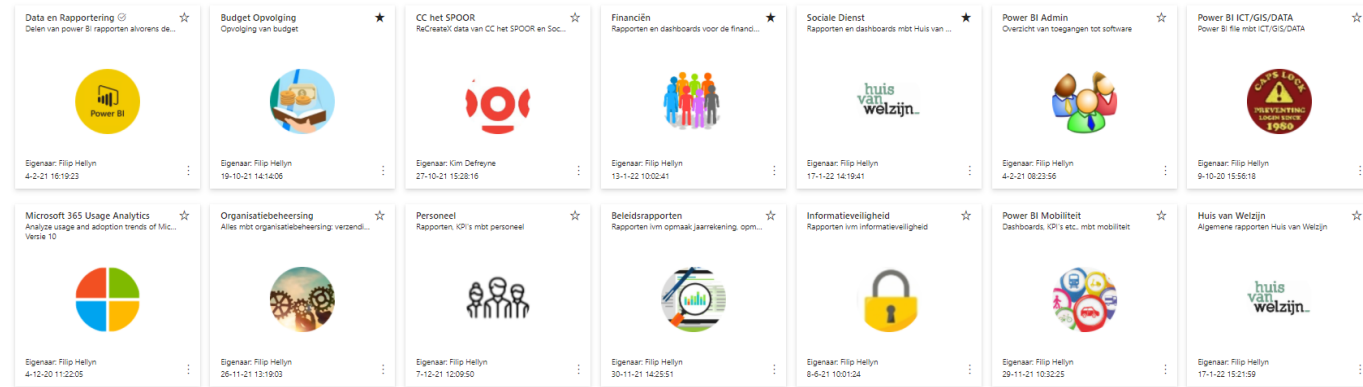 Data en Rapportering
Delen van power BI rapporten alvorens de...
Power BI
Eigenaar: Filip Hellyn
4-2-21 16:19:23
Budget Opvolging
Opvolging van budget
Eigenaar: Filip Hellyn
19-10-21 14:14:06
CC het SPOOR
ReCreateX data van CC het SPOOR en Soc...
Eigenaar: Kim Defreyne
27-10-21 15:28:16
Financiën
Rapporten en dashboards voor de financi...
Eigenaar: Filip Hellyn
13-1-22 10:02:41
Sociale Dienst
Rapporten en dashboards mbt Huis van ...
huis
van
welzijn_
Eigenaar: Filip Hellyn
17-1-22 14:19:41
Power BI Admin
Overzicht van toegangen tot software
Eigenaar: Filip Hellyn
4-2-21 08:23:56
Power BI ICT/GIS/DATA
Power BI file mbt ICT/GIS/DATA
CAPS LOCK
PREVENTING
LOGIN SINCE
1980
Eigenaar: Filip Hellyn
9-10-20 15:56:18
Microsoft 365 Usage Analytics
Analyze usage and adoption trends of Mic...
Versie 10
Eigenaar: Filip Hellyn
4-12-20 11:22:05
Organisatiebeheersing
Alles mbt organisatiebeheersing: verzendi...
Eigenaar: Filip Hellyn
26-11-21 13:19:03
Personeel
Rapporten, KPI's mbt personeel
Eigenaar: Filip Hellyn
7-12-21 12:09:50
Beleidsrapporten
Rapporten ivm opmaak jaarrekening, opm...
Eigenaar: Filip Hellyn
30-11-21 14:25:51
Informatieveiligheid
Rapporten ivm informatieveiligheid
Eigenaar: Filip Hellyn
8-6-21 10:01:24
Power BI Mobiliteit
Dashboards, KPI's etc.. mbt mobiliteit
Eigenaar: Filip Hellyn
29-11-21 10:32:25
Huis van Welzijn
Algemene rapporten Huis van Welzijn
huis
van
welzijn_
Eigenaar: Filip Hellyn
17-1-22 15:21:59